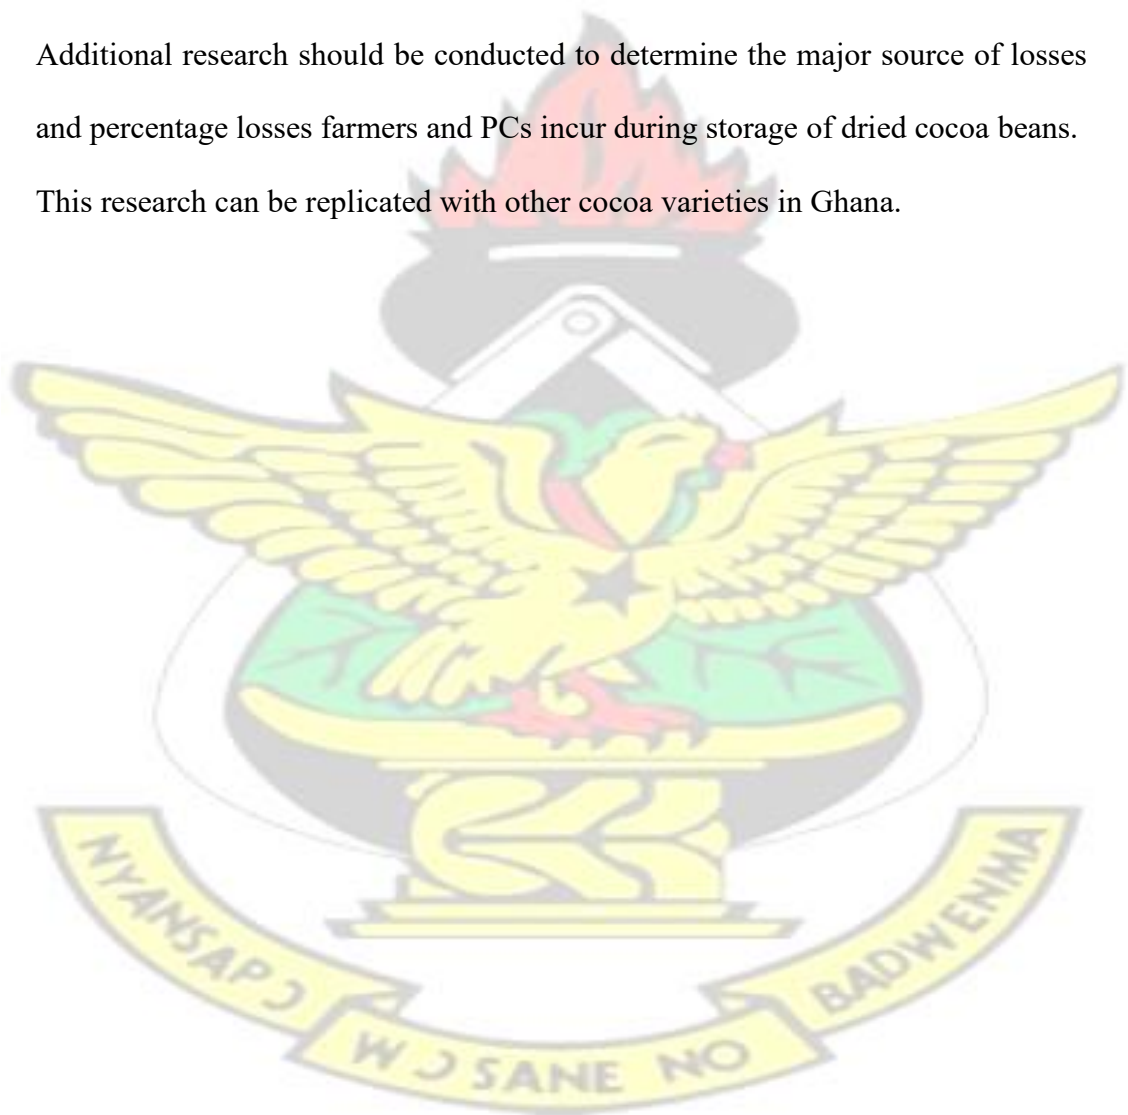 Additional research should be conducted to determine the major source of losses
and percentage losses farmers and PCs incur during storage of dried cocoa beans.
This research can be replicated with other cocoa varieties in Ghana.
NYANSAPƆ
WƆSANE NO
BADWENMA